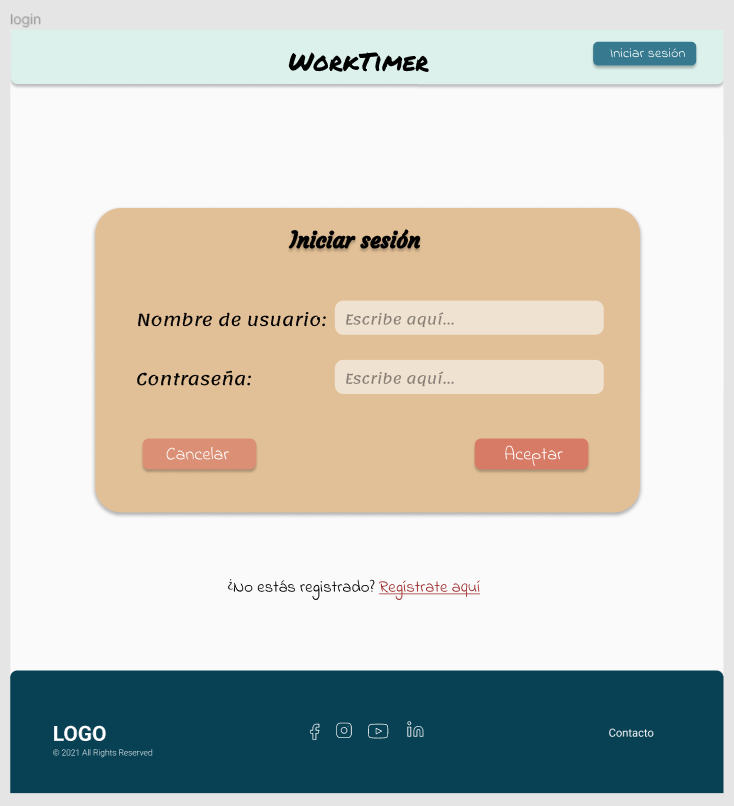 login
WorkTimer
Iniciar sesión
Iniciar sesión
Nombre de usuario: Escribe aquí...
Contraseña: Escribe aquí...
Cancelar Aceptar
¿No estás registrado? Regístrate aquí
LOGO
© 2021 All Rights Reserved
Contacto